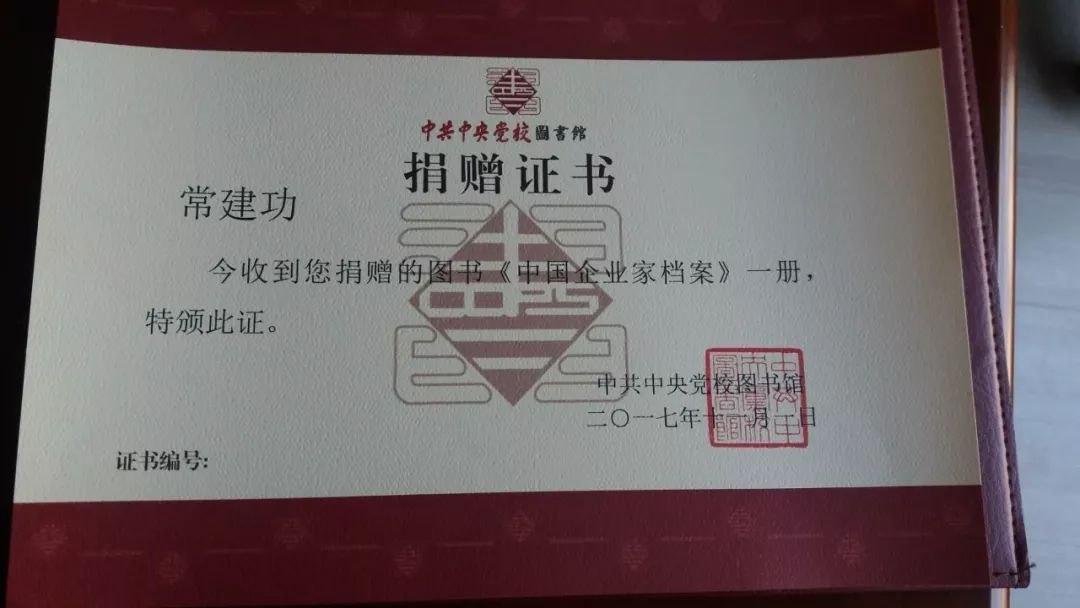 中共中央党校圖書館
捐赠证书
常建功
今收到您捐赠的图书《中国企业家档案》一册，
特颁此证。
中共中央党校图书馆
二〇一七年十一月 日
证书编号: